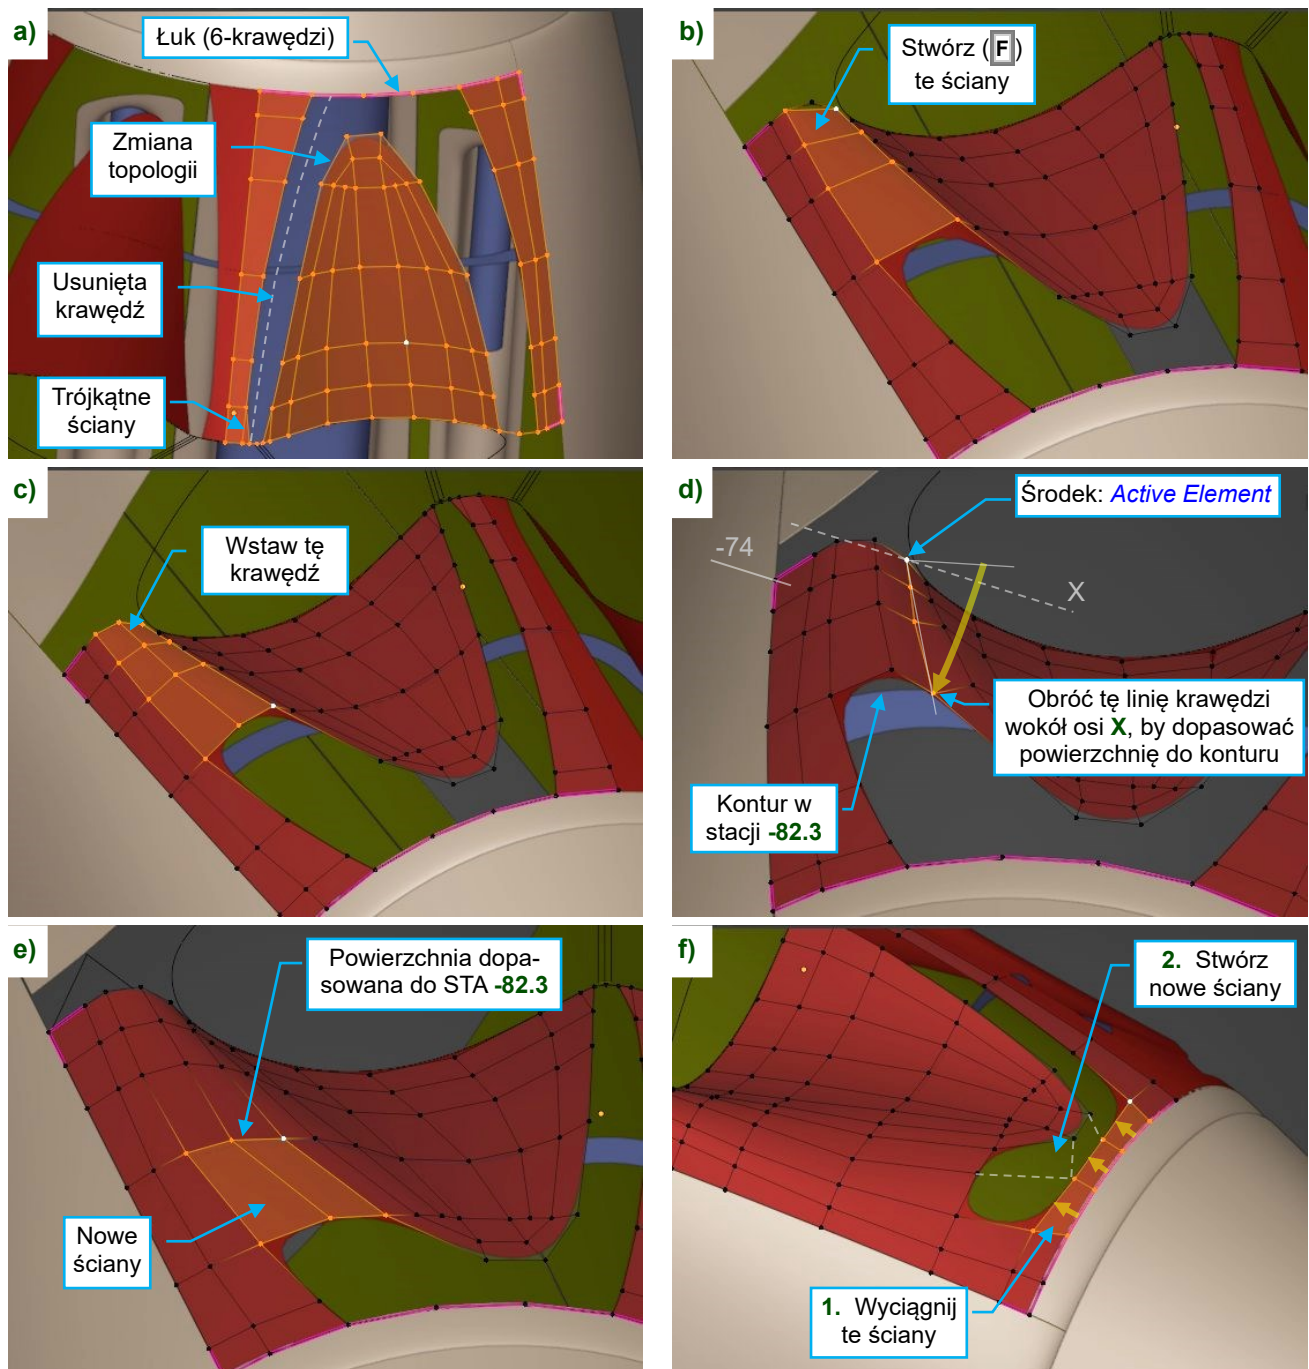 a)
Łuk (6-krawędzi)
Zmiana
topologii
Usunięta
krawędź
Trójkątne
ściany
b)
Stwórz (F)
te ściany
c)
Wstaw tę
krawędź
d)
Środek: Active Element
-74
X
Obróć tę linię krawędzi
wokół osi X, by dopasować
powierzchnię do konturu
Kontur w
stacji -82.3
e)
Powierzchnia dopa-
sowana do STA -82.3
Nowe
ściany
f)
2. Stwórz
nowe ściany
1. Wyciągnij
te ściany